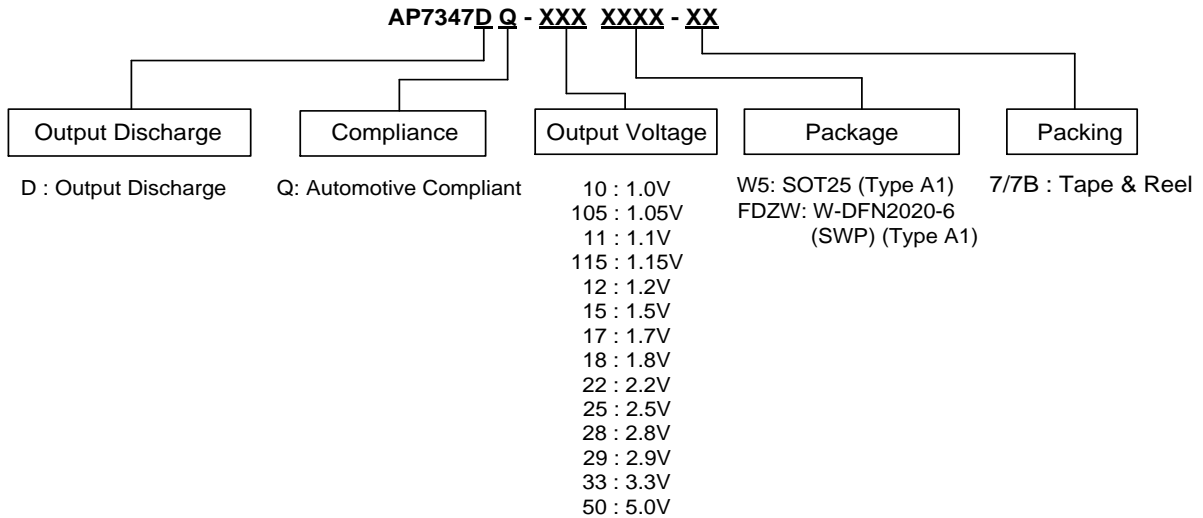 AP7347D Q - XXX XXXX - XX
Output Discharge
Compliance
Output Voltage
Package
Packing
D : Output Discharge
Q: Automotive Compliant
10 : 1.0V
105 : 1.05V
11 : 1.1V
115 : 1.15V
12 : 1.2V
15 : 1.5V
17 : 1.7V
18 : 1.8V
22 : 2.2V
25 : 2.5V
28 : 2.8V
29 : 2.9V
33 : 3.3V
50 : 5.0V
W5: SOT25 (Type A1)
FDZW: W-DFN2020-6
(SWP) (Type A1)
7/7B : Tape & Reel